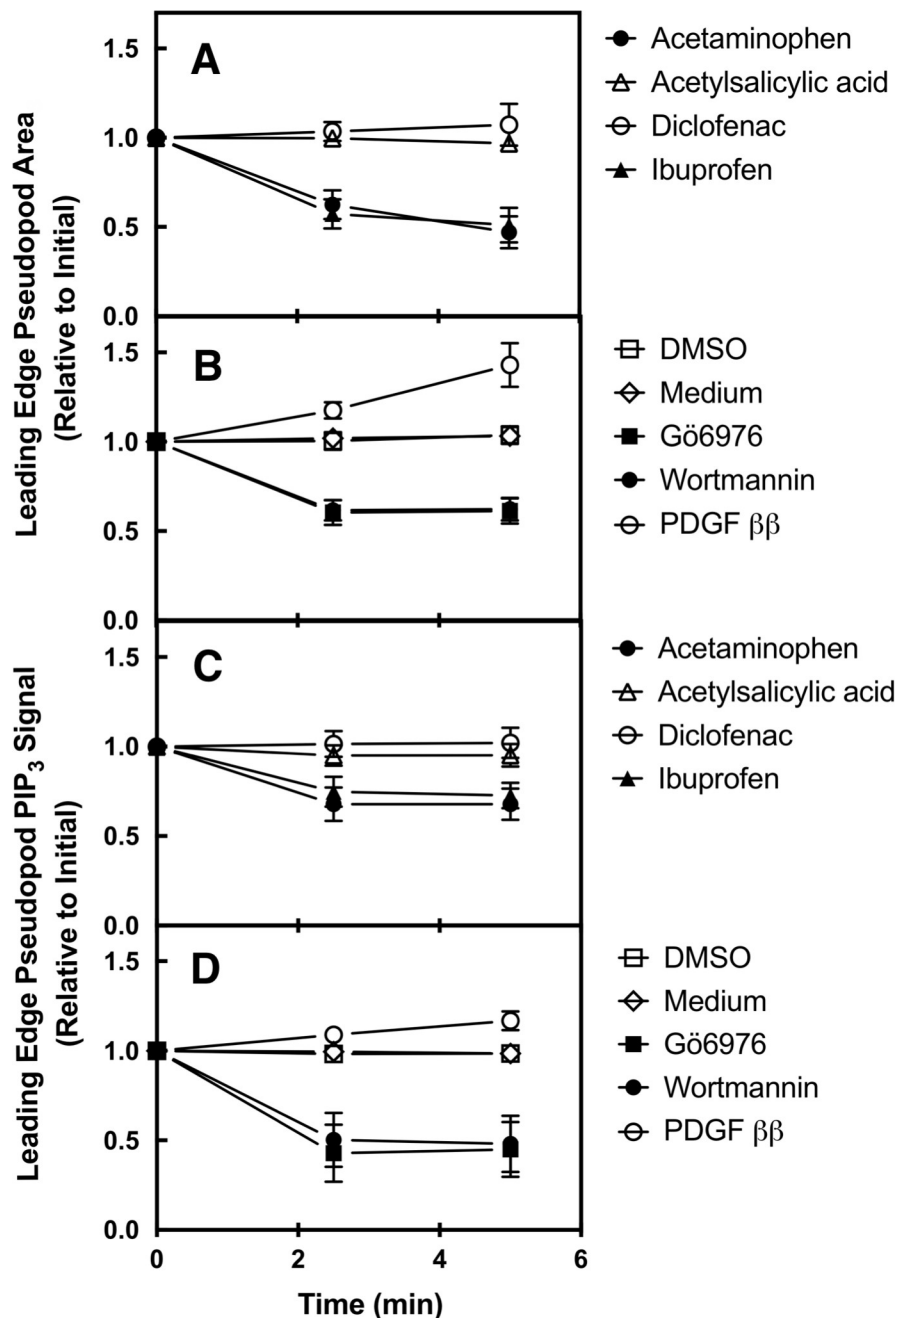 A
1.5
1.0
0.5
0.0
Leading Edge Pseudopod Area
(Relative to Initial)
Acetaminophen
Acetylsalicylic acid
Diclofenac
Ibuprofen
B
1.5
1.0
0.5
0.0
DMSO
Medium
Gö6976
Wortmannin
PDGF ββ
C
1.5
1.0
0.5
0.0
Leading Edge Pseudopod PIP₃ Signal
(Relative to Initial)
Acetaminophen
Acetylsalicylic acid
Diclofenac
Ibuprofen
D
1.5
1.0
0.5
0.0
DMSO
Medium
Gö6976
Wortmannin
PDGF ββ
0 2 4 6
Time (min)